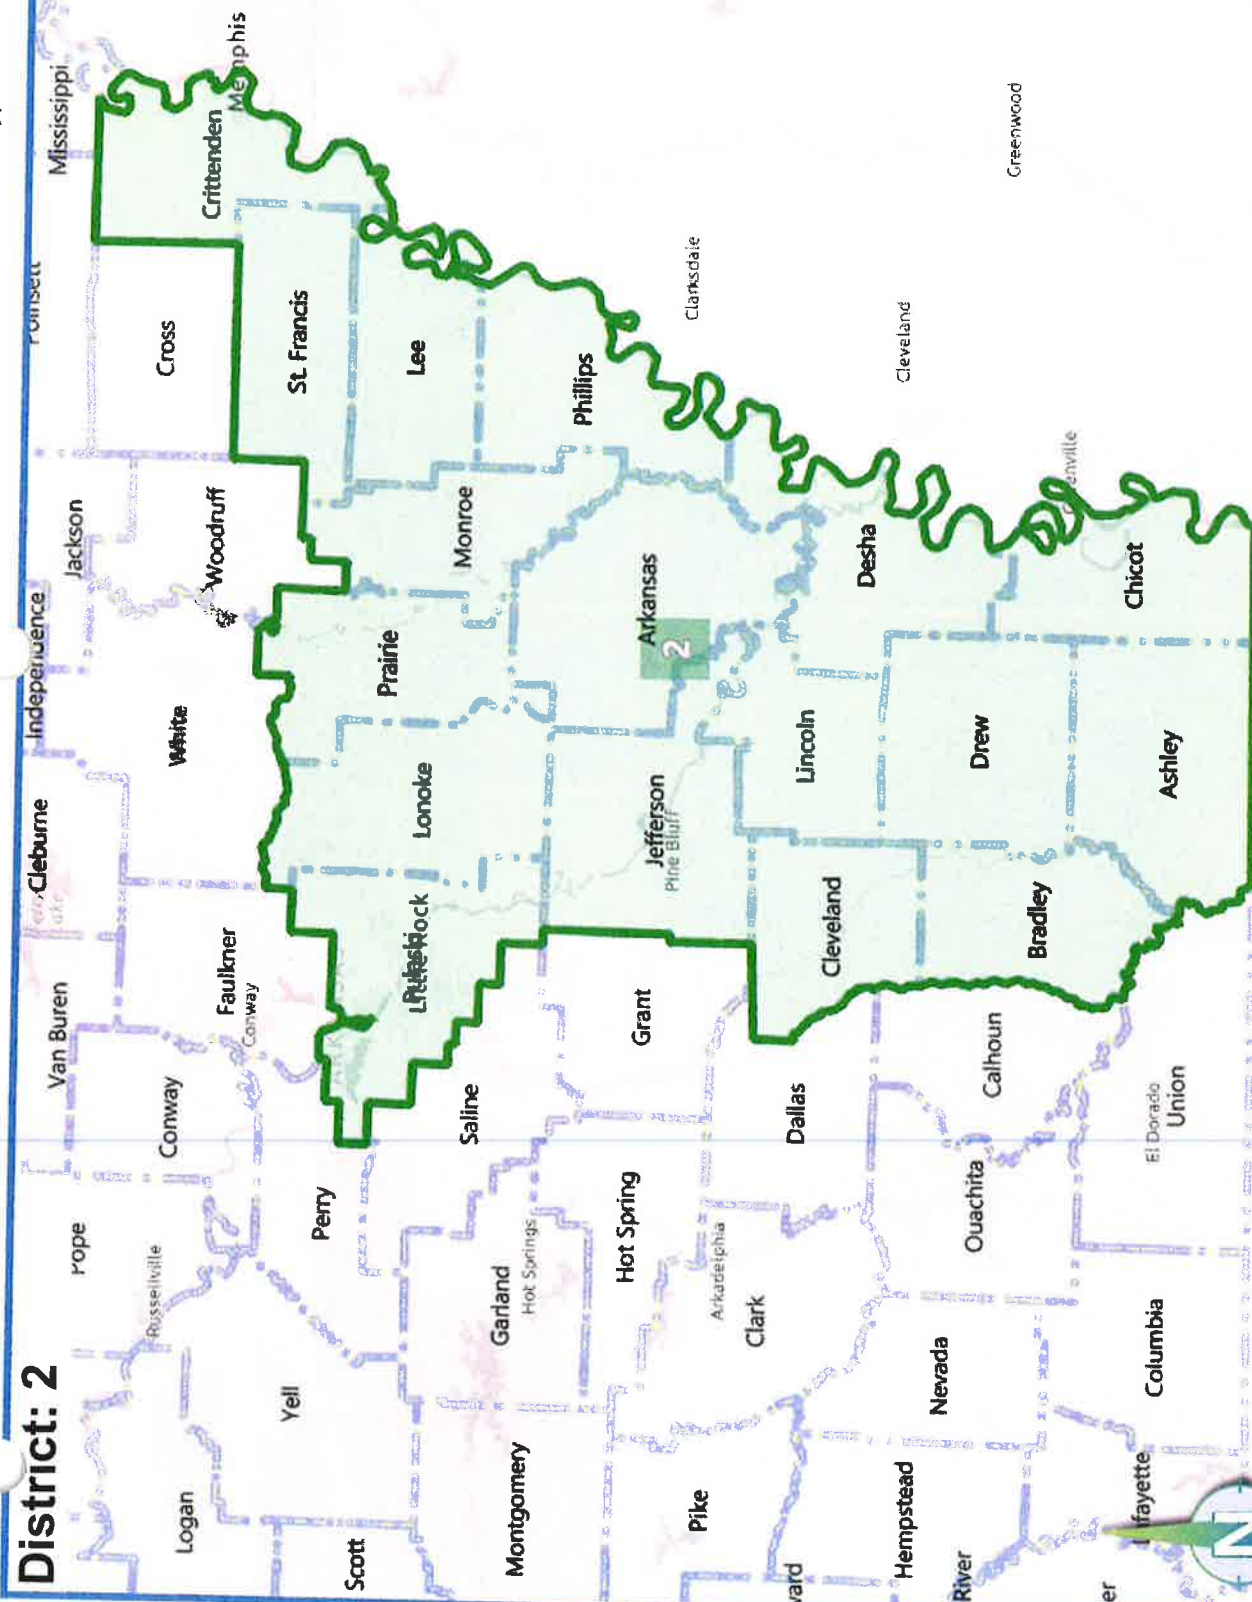 District: 2
Pope
Van Buren
Cleburne
Independence
Jackson
Poinsett
Mississippi
Logan
Russellville
Conway
Faulkner
Conway
White
Woodruff
Cross
Crittenden
Memphis
Yell
Perry
Scott
Prairie
St. Francis
Lonoke
Little Rock
Lee
Saline
Monroe
Garland
Hot Springs
Montgomery
Phillips
Hot Spring
Grant
Jefferson
Pine Bluff
Arkansas
2
Clarksdale
Pike
Arkadelphia
Clark
Dallas
Cleveland
Lincoln
Desha
Cleveland
Hempstead
Nevada
Ouachita
Calhoun
Bradley
Drew
Greenwood
River
Columbia
El Dorado
Union
Ashley
Chicot
N